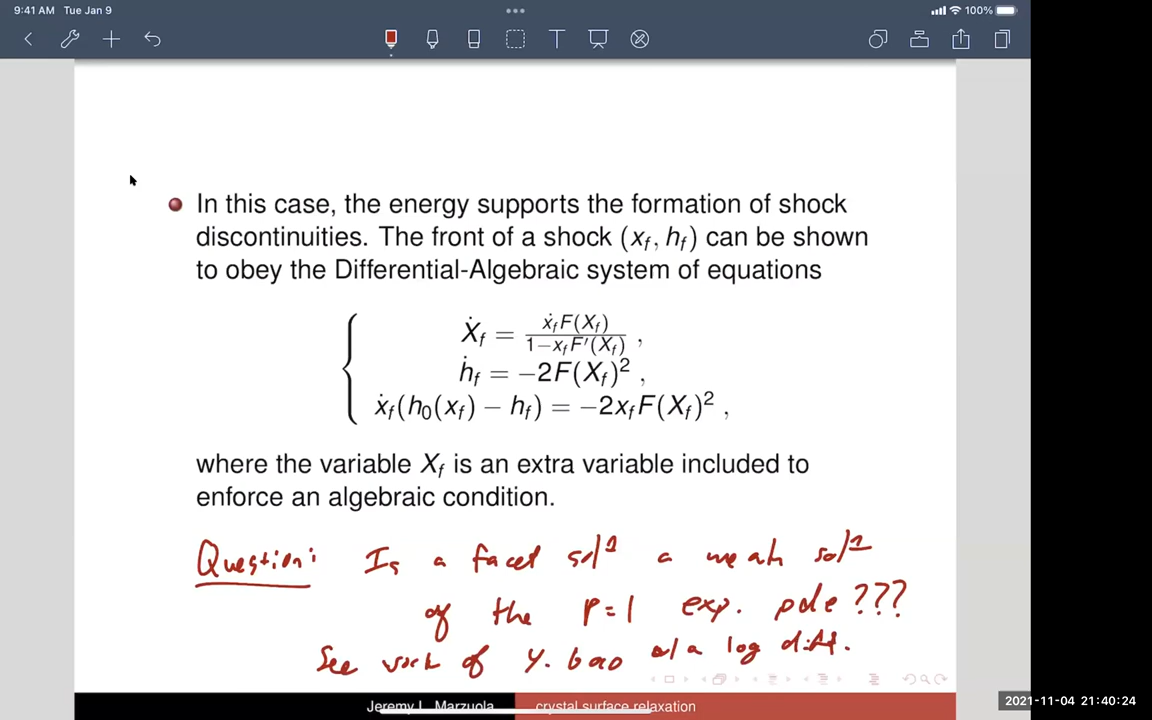 9:41 AM Tue Jan 9
100%
In this case, the energy supports the formation of shock
discontinuities. The front of a shock (x_f, h_f) can be shown
to obey the Differential-Algebraic system of equations
Ẋ_f = ẋ_f F(X_f) / (1−x_f F′(X_f)) ,
ḣ_f = −2F(X_f)² ,
ẋ_f(h₀(x_f) − h_f) = −2x_f F(X_f)² ,
where the variable X_f is an extra variable included to
enforce an algebraic condition.
Question: Is a facet sol^n a weak sol^n
of the P=1 exp. pde ???
See work of Y. Gao w/ a log diff.
Jeremy L. Marzuola crystal surface relaxation
2021-11-04 21:40:24